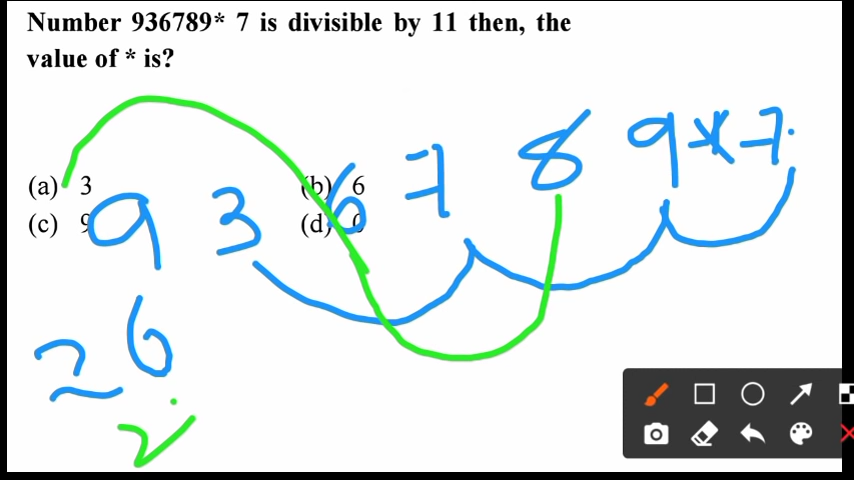 Number 936789* 7 is divisible by 11 then, the
value of * is?
(a) 3 (b) 6
(c) 9 (d) 0
9 3 6 7 8 9 * 7
26
2